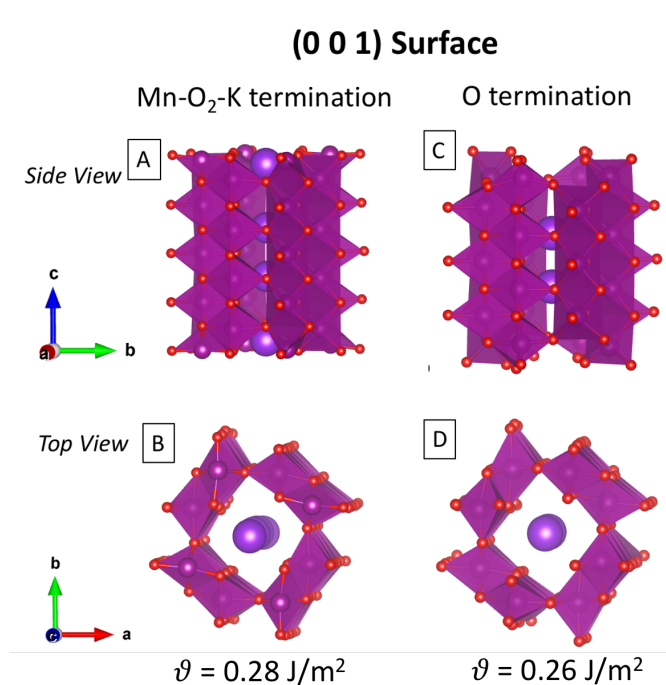 (0 0 1) Surface
Mn-O₂-K termination
O termination
Side View
A
C
c
a
b
Top View
B
D
b
c
a
𝜗 = 0.28 J/m²
𝜗 = 0.26 J/m²